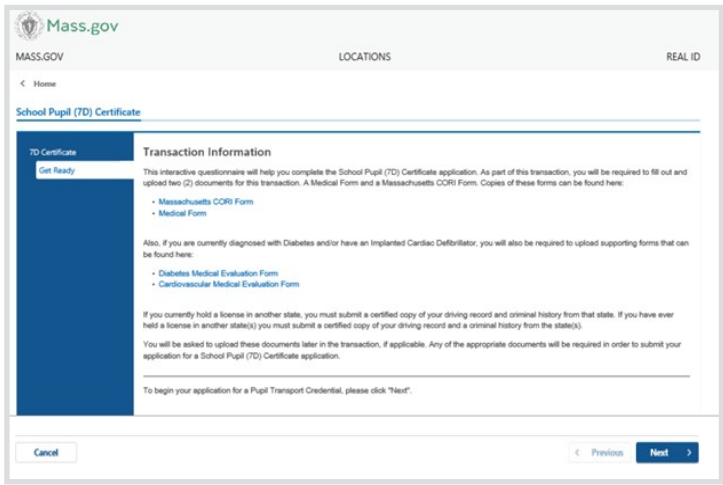 Mass.gov
MASS.GOV LOCATIONS REAL ID
< Home
School Pupil (7D) Certificate
7D Certificate
Get Ready
Transaction Information
This interactive questionnaire will help you complete the School Pupil (7D) Certificate application. As part of this transaction, you will be required to fill out and
upload two (2) documents for this transaction. A Medical Form and a Massachusetts CORI Form. Copies of these forms can be found here:
• Massachusetts CORI Form
• Medical Form
Also, if you are currently diagnosed with Diabetes and/or have an Implanted Cardiac Defibrillator, you will also be required to upload supporting forms that can
be found here:
• Diabetes Medical Evaluation Form
• Cardiovascular Medical Evaluation Form
If you currently hold a license in another state, you must submit a certified copy of your driving record and criminal history from that state. If you have ever
held a license in another state(s) you must submit a certified copy of your driving record and a criminal history from the state(s).
You will be asked to upload these documents later in the transaction, if applicable. Any of the appropriate documents will be required in order to submit your
application for a School Pupil (7D) Certificate application.
To begin your application for a Pupil Transport Credential, please click "Next".
Cancel < Previous Next >